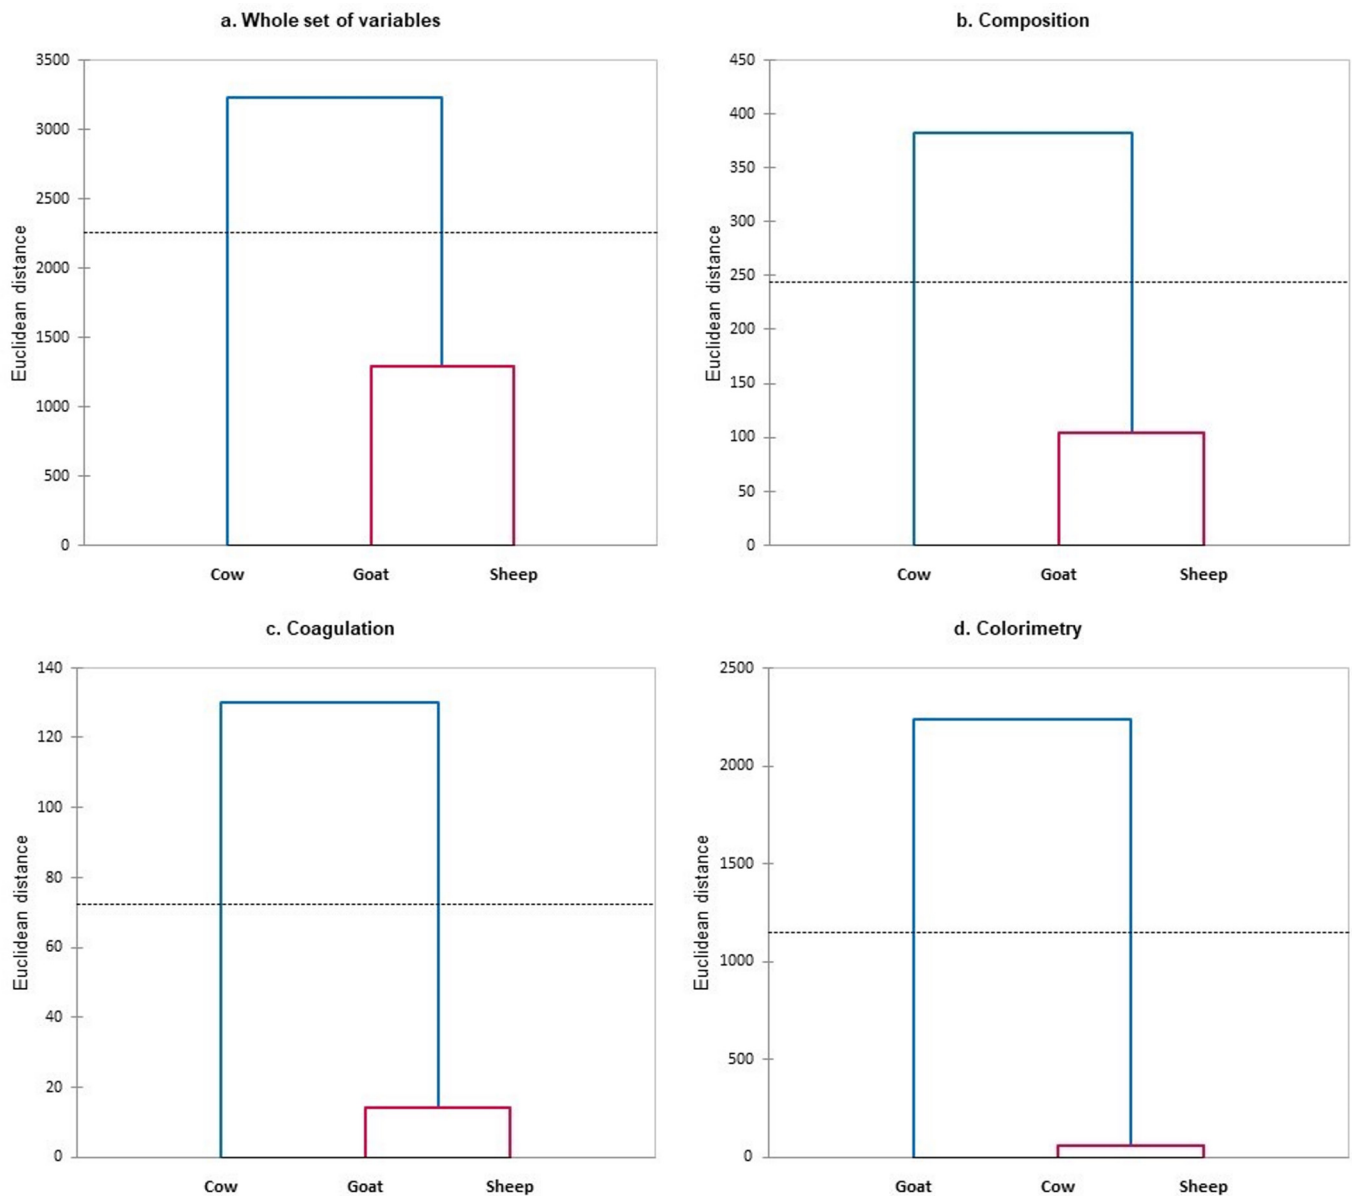 a. Whole set of variables
3500
3000
2500
2000
1500
1000
500
0
Euclidean distance
Cow Goat Sheep
b. Composition
450
400
350
300
250
200
150
100
50
0
Euclidean distance
Cow Goat Sheep
c. Coagulation
140
120
100
80
60
40
20
0
Euclidean distance
Cow Goat Sheep
d. Colorimetry
2500
2000
1500
1000
500
0
Euclidean distance
Goat Cow Sheep